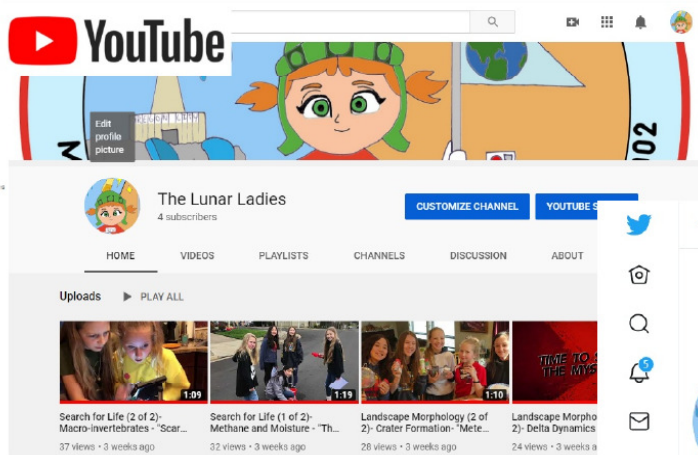 YouTube
Edit
profile
picture
M
2002
The Lunar Ladies
4 subscribers
CUSTOMIZE CHANNEL
YOUTUBE S
HOME
VIDEOS
PLAYLISTS
CHANNELS
DISCUSSION
ABOUT
Uploads
PLAY ALL
1:09
1:19
1:10
TIME TO
THE MYS
Search for Life (2 of 2)-
Macro-invertebrates - "Scar...
37 views • 3 weeks ago
Search for Life (1 of 2)-
Methane and Moisture - "Th...
32 views • 3 weeks ago
Landscape Morphology (2 of
2)- Crater Formation- "Mete...
28 views • 3 weeks ago
Landscape Morpho
2)- Delta Dynamics
24 views • 3 weeks a
5